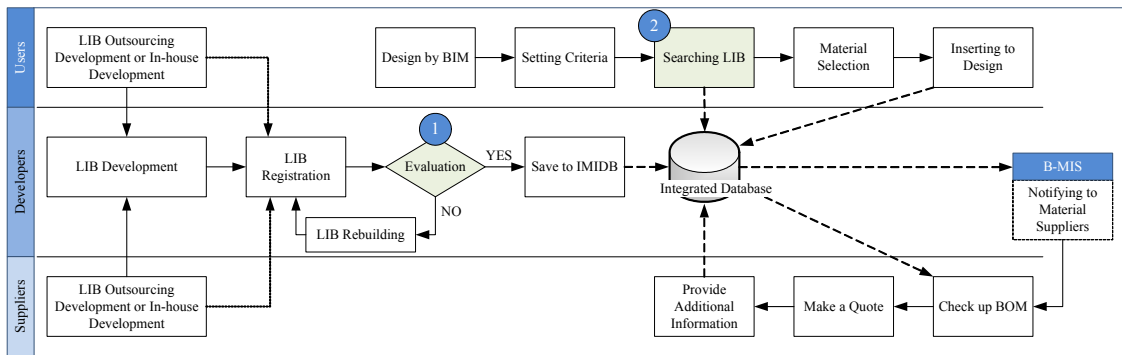 Users
LIB Outsourcing
Development or In-house
Development
Design by BIM
Setting Criteria
2
Searching LIB
Material
Selection
Inserting to
Design
Developers
LIB Development
LIB
Registration
1
Evaluation
YES
NO
LIB Rebuilding
Save to IMIDB
Integrated Database
B-MIS
Notifying to
Material
Suppliers
Suppliers
LIB Outsourcing
Development or In-house
Development
Provide
Additional
Information
Make a Quote
Check up BOM